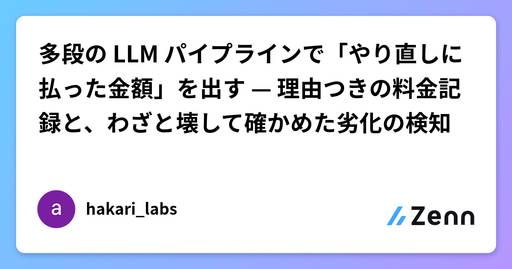 多段の LLM パイプラインで「やり直しに
払った金額」を出す — 理由つきの料金記
録と、わざと壊して確かめた劣化の検知
a hakari_labs
Zenn